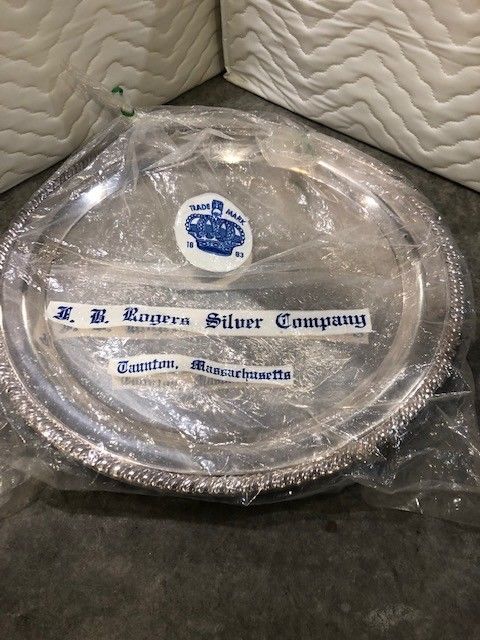 TRADE MARK
18 83
F. B. Rogers Silver Company
Taunton, Massachusetts